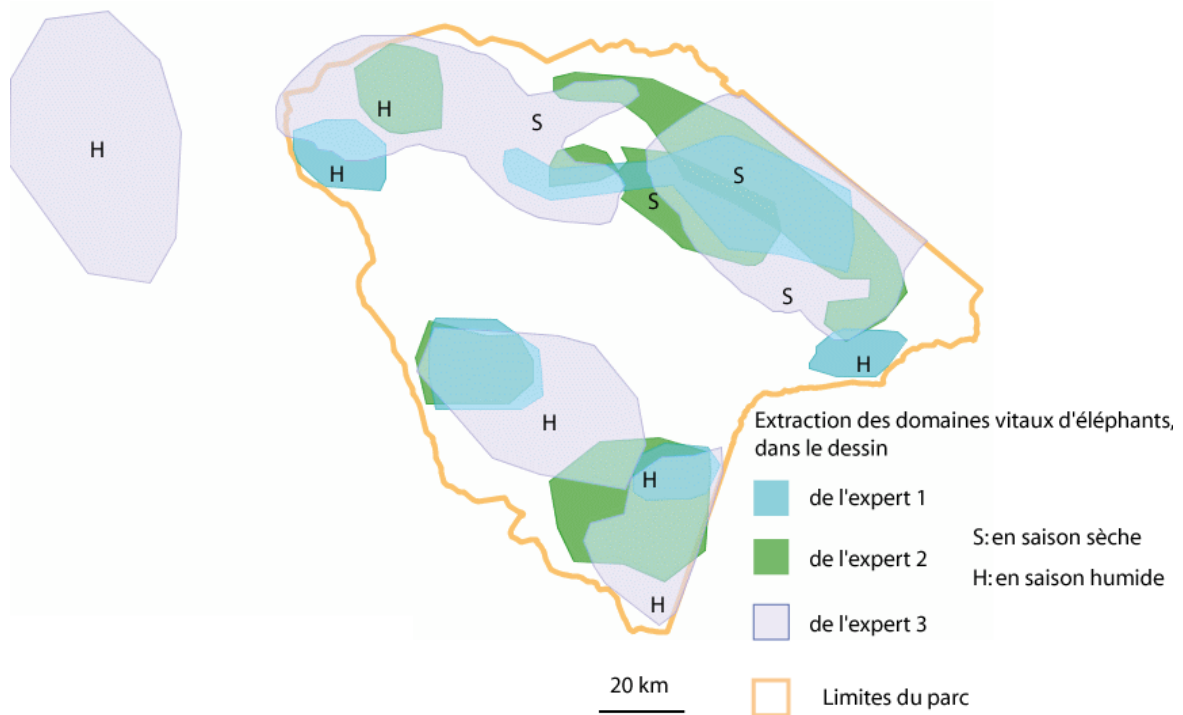 H
H
S
H
S
S
S
H
H
H
H
Extraction des domaines vitaux d'éléphants,
dans le dessin
de l'expert 1
de l'expert 2
de l'expert 3
S: en saison sèche
H: en saison humide
20 km
Limites du parc